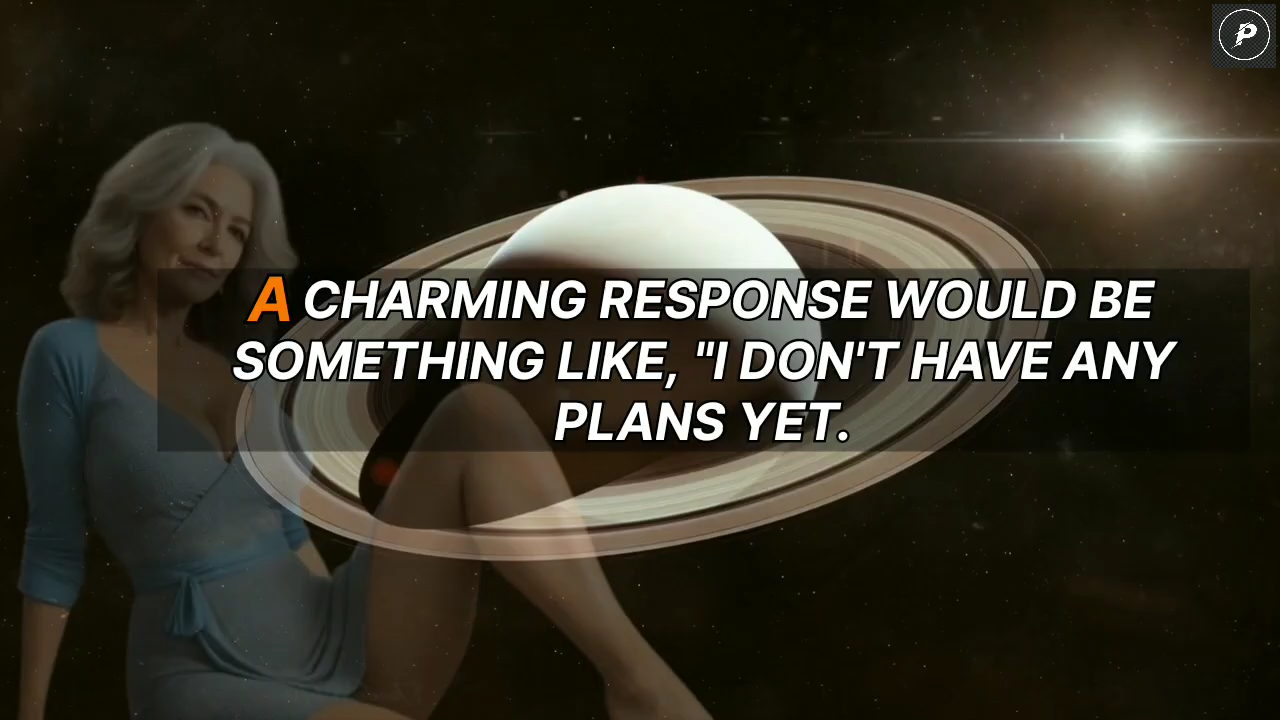 A CHARMING RESPONSE WOULD BE
SOMETHING LIKE, "I DON'T HAVE ANY
PLANS YET.
P